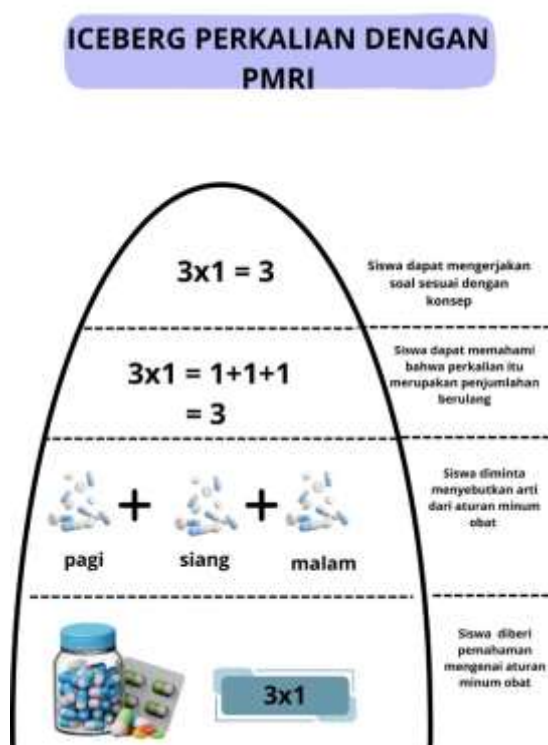 ICEBERG PERKALIAN DENGAN
PMRI
3x1 = 3
Siswa dapat mengerjakan
soal sesuai dengan
konsep
3x1 = 1+1+1
= 3
Siswa dapat memahami
bahwa perkalian itu
merupakan penjumlahan
berulang
+ +
pagi siang malam
Siswa diminta
menyebutkan arti
dari aturan minum
obat
3x1
Siswa diberi
pemahaman
mengenai aturan
minum obat